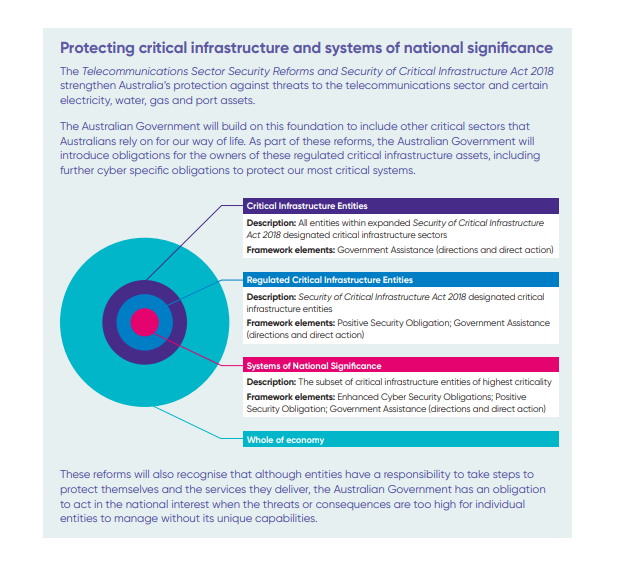 Protecting critical infrastructure and systems of national significance
The Telecommunications Sector Security Reforms and Security of Critical Infrastructure Act 2018
strengthen Australia's protection against threats to the telecommunications sector and certain
electricity, water, gas and port assets.
The Australian Government will build on this foundation to include other critical sectors that
Australians rely on for our way of life. As part of these reforms, the Australian Government will
introduce obligations for the owners of these regulated critical infrastructure assets, including
further cyber specific obligations to protect our most critical systems.
Critical Infrastructure Entities
Description: All entities within expanded Security of Critical Infrastructure
Act 2018 designated critical infrastructure sectors
Framework elements: Government Assistance (directions and direct action)
Regulated Critical Infrastructure Entities
Description: Security of Critical Infrastructure Act 2018 designated critical
infrastructure entities
Framework elements: Positive Security Obligation; Government Assistance
(directions and direct action)
Systems of National Significance
Description: The subset of critical infrastructure entities of highest criticality
Framework elements: Enhanced Cyber Security Obligations; Positive
Security Obligation; Government Assistance (directions and direct action)
Whole of economy
These reforms will also recognise that although entities have a responsibility to take steps to
protect themselves and the services they deliver, the Australian Government has an obligation
to act in the national interest when the threats or consequences are too high for individual
entities to manage without its unique capabilities.